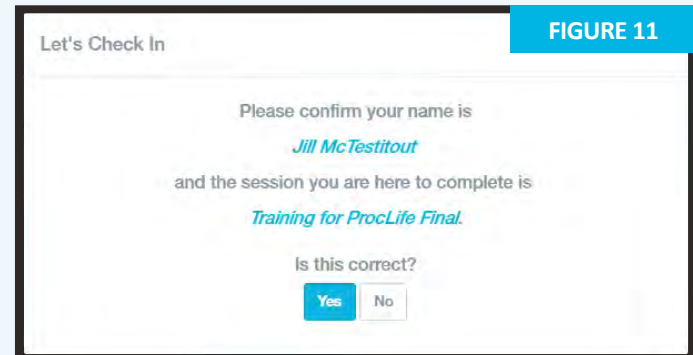 FIGURE 11
Let's Check In
Please confirm your name is
Jill McTestitout
and the session you are here to complete is
Training for ProcLife Final.
Is this correct?
Yes No